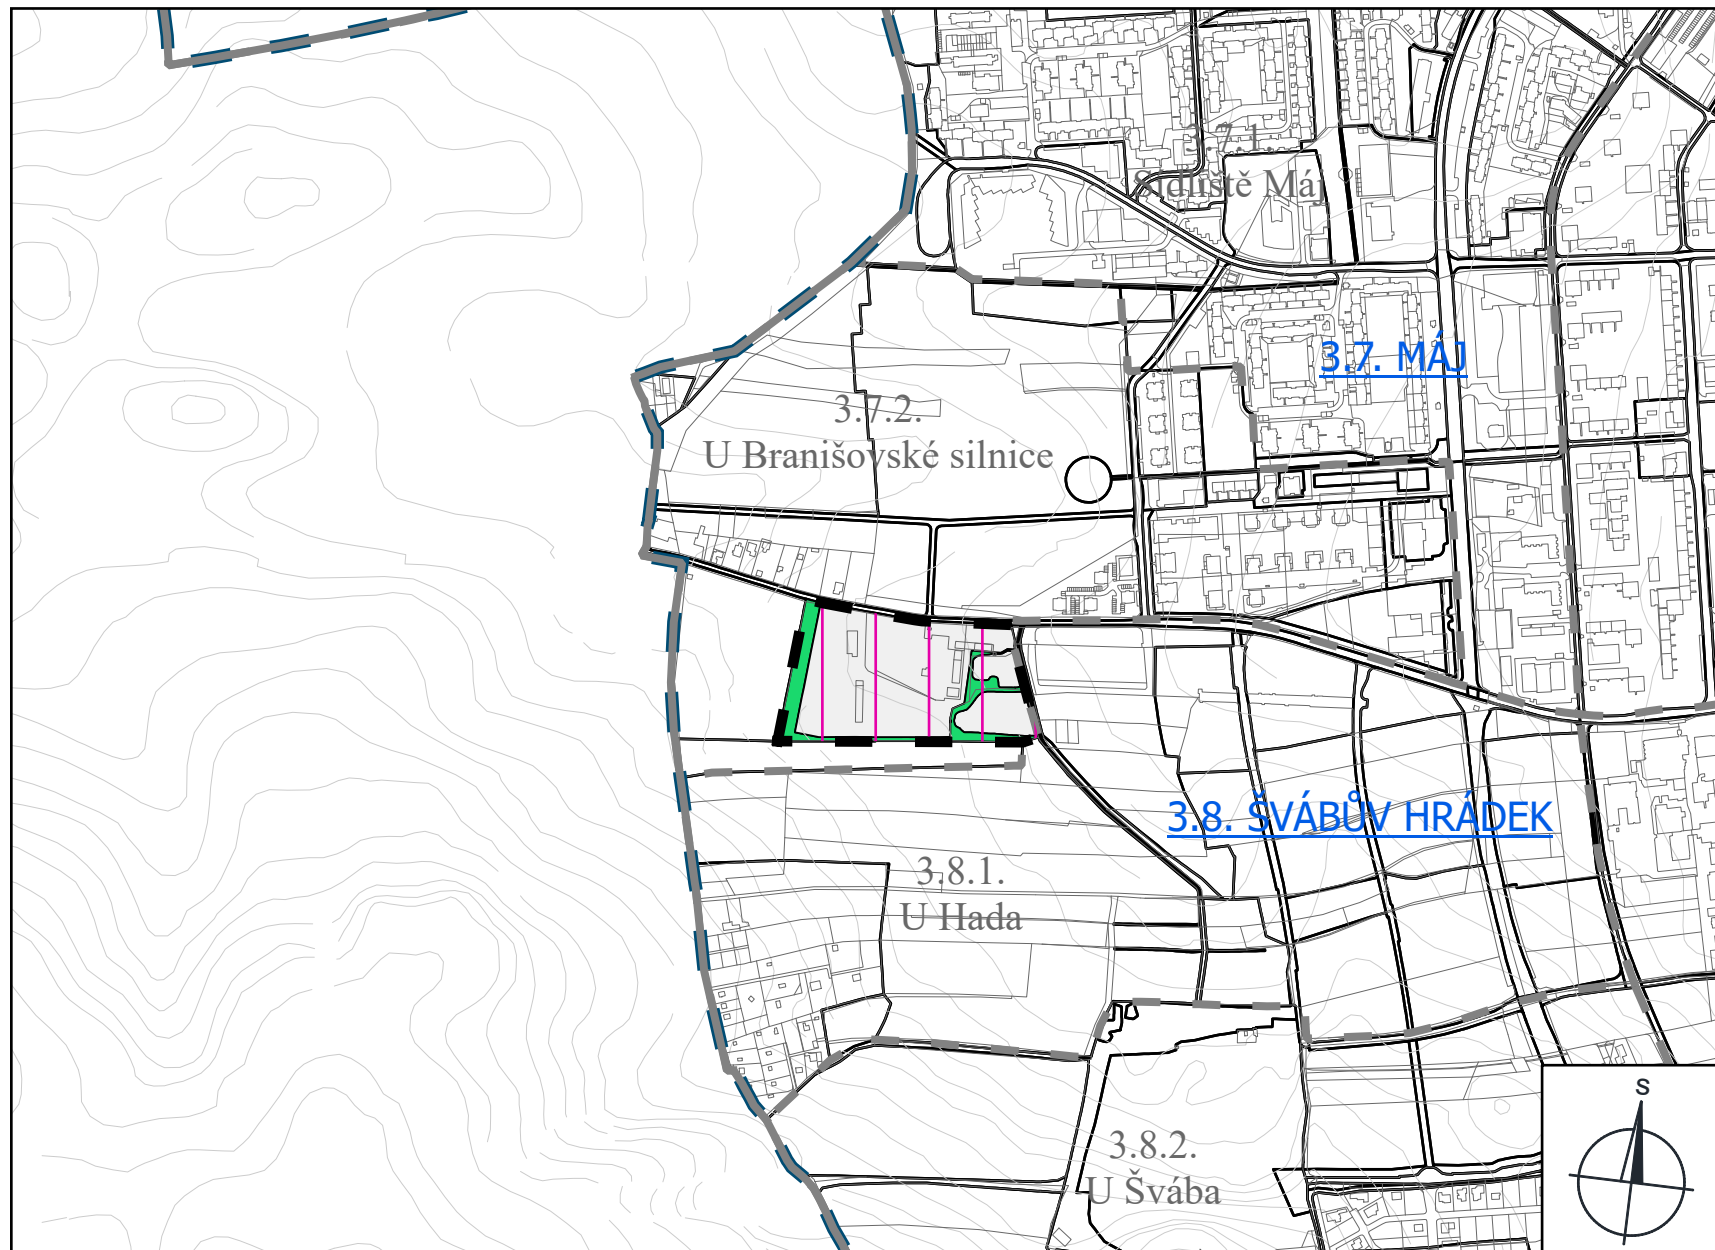 3.7.1.
Sídliště Máj
3.7. MÁJ
3.7.2.
U Branišovské silnice
3.8. ŠVÁBŮV HRÁDEK
3.8.1.
U Hada
S
3.8.2.
U Švába